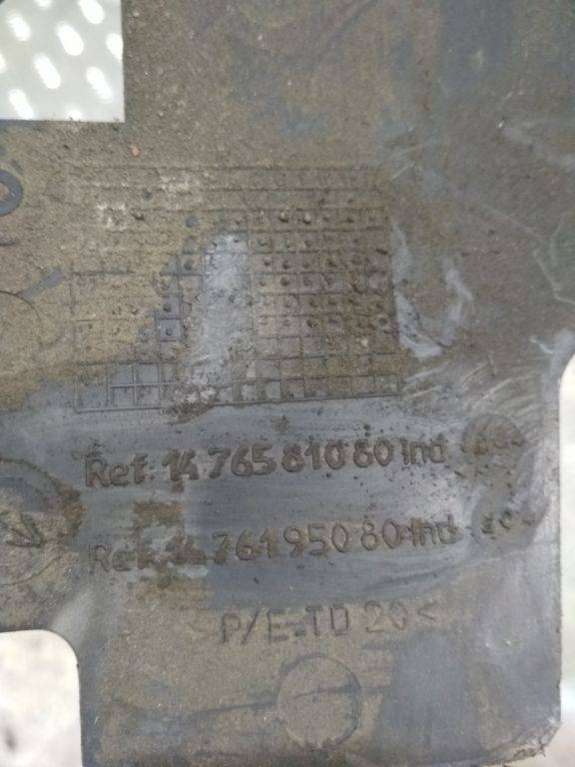 Ref. 14 765 810 80 Ind
Ref. 14 761 950 80 Ind
P/E-TD 20<